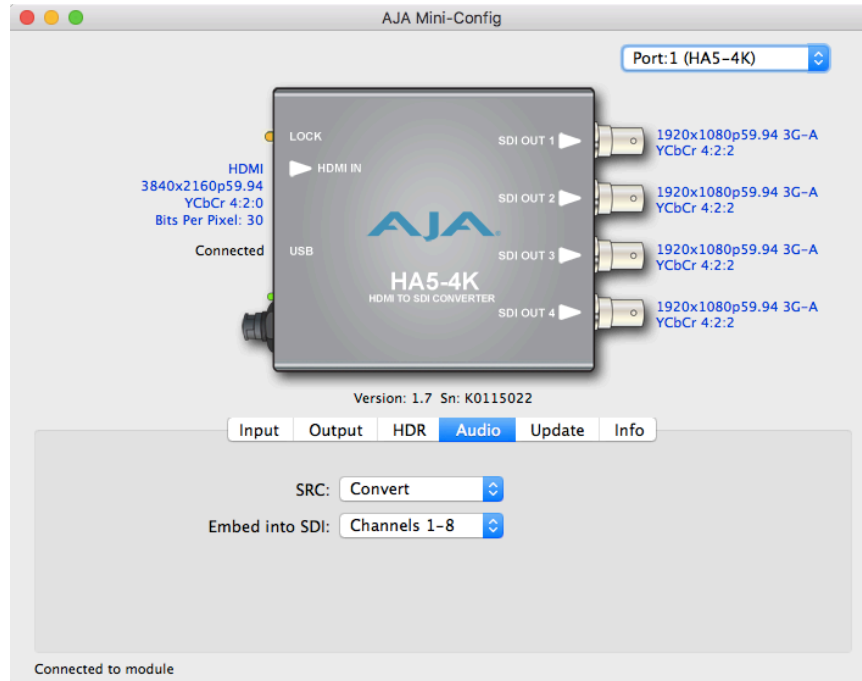 AJA Mini-Config
Port:1 (HA5-4K)
LOCK
HDMI IN
HDMI
3840x2160p59.94
YCbCr 4:2:0
Bits Per Pixel: 30
Connected
USB
AJA
HA5-4K
HDMI TO SDI CONVERTER
SDI OUT 1
1920x1080p59.94 3G-A
YCbCr 4:2:2
SDI OUT 2
1920x1080p59.94 3G-A
YCbCr 4:2:2
SDI OUT 3
1920x1080p59.94 3G-A
YCbCr 4:2:2
SDI OUT 4
1920x1080p59.94 3G-A
YCbCr 4:2:2
Version: 1.7 Sn: K0115022
Input Output HDR Audio Update Info
SRC: Convert
Embed into SDI: Channels 1-8
Connected to module